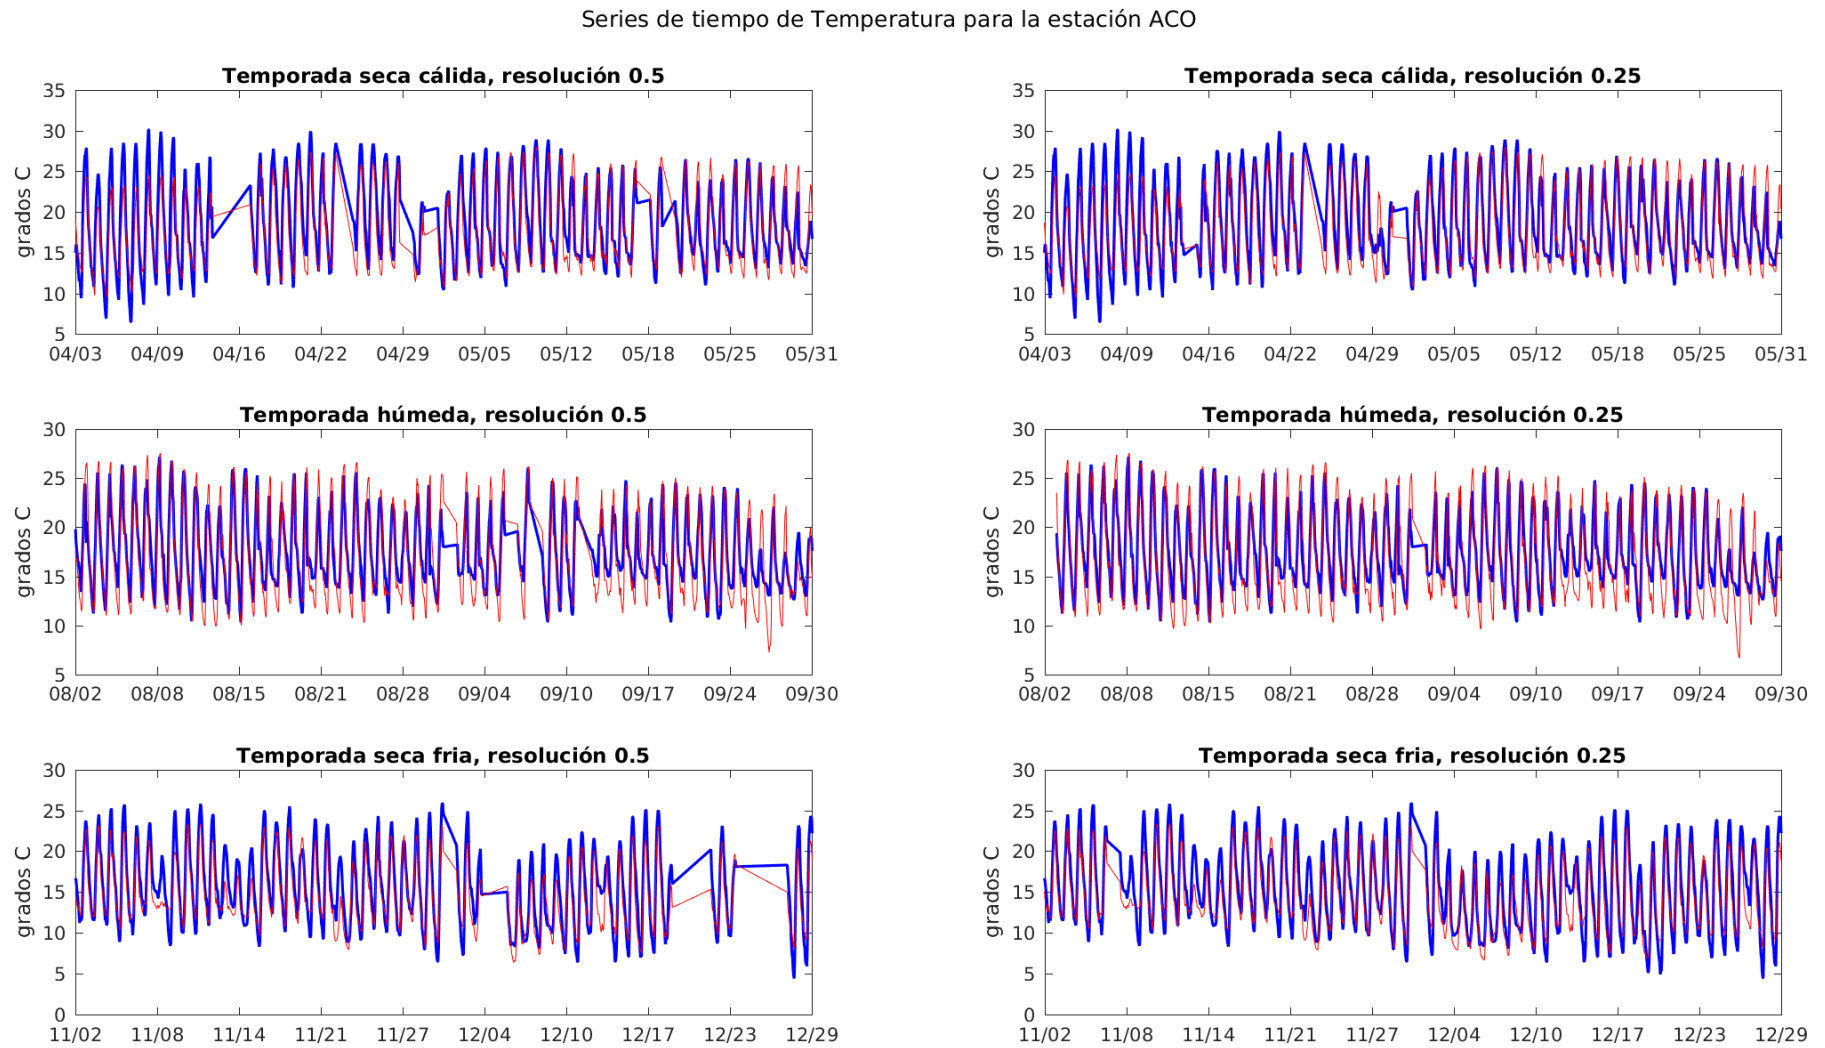 Series de tiempo de Temperatura para la estación ACO
Temporada seca cálida, resolución 0.5
grados C
35
30
25
20
15
10
5
04/03 04/09 04/16 04/22 04/29 05/05 05/12 05/18 05/25 05/31
Temporada seca cálida, resolución 0.25
grados C
35
30
25
20
15
10
5
04/03 04/09 04/16 04/22 04/29 05/05 05/12 05/18 05/25 05/31
Temporada húmeda, resolución 0.5
grados C
30
25
20
15
10
5
08/02 08/08 08/15 08/21 08/28 09/04 09/10 09/17 09/24 09/30
Temporada húmeda, resolución 0.25
grados C
30
25
20
15
10
5
08/02 08/08 08/15 08/21 08/28 09/04 09/10 09/17 09/24 09/30
Temporada seca fria, resolución 0.5
grados C
30
25
20
15
10
5
0
11/02 11/08 11/14 11/21 11/27 12/04 12/10 12/17 12/23 12/29
Temporada seca fria, resolución 0.25
grados C
30
25
20
15
10
5
0
11/02 11/08 11/14 11/21 11/27 12/04 12/10 12/17 12/23 12/29